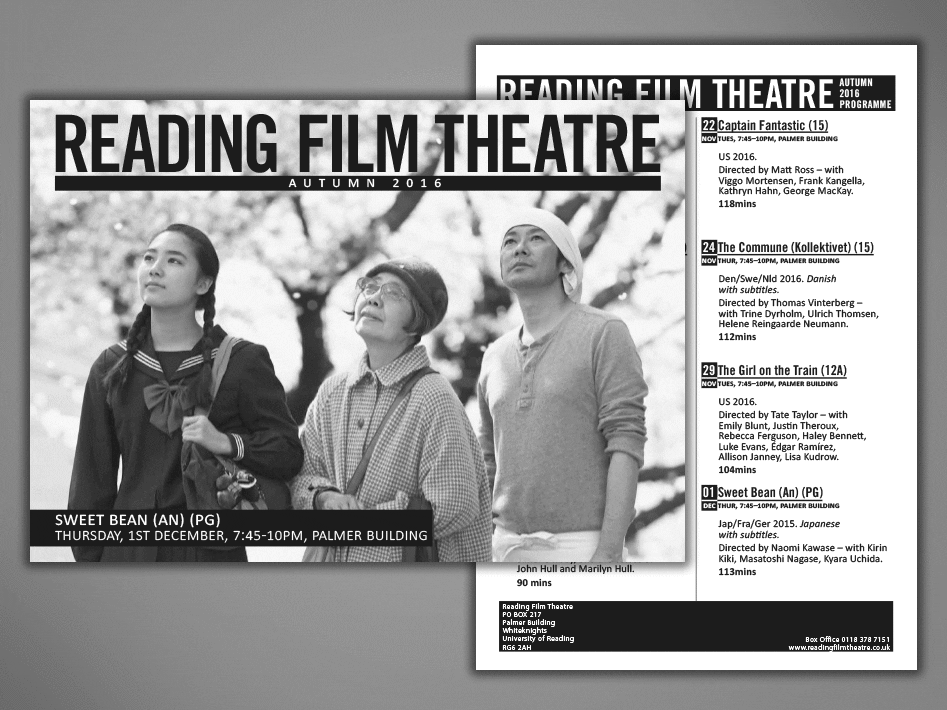 READING FILM THEATRE
AUTUMN 2016
SWEET BEAN (AN) (PG)
THURSDAY, 1ST DECEMBER, 7:45-10PM, PALMER BUILDING
READING FILM THEATRE
AUTUMN
2016
PROGRAMME
22 Captain Fantastic (15)
NOV TUES, 7:45–10PM, PALMER BUILDING
US 2016.
Directed by Matt Ross – with
Viggo Mortensen, Frank Kangella,
Kathryn Hahn, George MacKay.
118mins
24 The Commune (Kollektivet) (15)
NOV THUR, 7:45–10PM, PALMER BUILDING
Den/Swe/Nld 2016. Danish
with subtitles.
Directed by Thomas Vinterberg –
with Trine Dyrholm, Ulrich Thomsen,
Helene Reingaarde Neumann.
112mins
29 The Girl on the Train (12A)
NOV TUES, 7:45–10PM, PALMER BUILDING
US 2016.
Directed by Tate Taylor – with
Emily Blunt, Justin Theroux,
Rebecca Ferguson, Haley Bennett,
Luke Evans, Edgar Ramírez,
Allison Janney, Lisa Kudrow.
104mins
01 Sweet Bean (An) (PG)
DEC THUR, 7:45–10PM, PALMER BUILDING
Jap/Fra/Ger 2015. Japanese
with subtitles.
Directed by Naomi Kawase – with Kirin
Kiki, Masatoshi Nagase, Kyara Uchida.
113mins
John Hull and Marilyn Hull.
90 mins
Reading Film Theatre
PO BOX 217
Palmer Building
Whiteknights
University of Reading
RG6 2AH
Box Office 0118 378 7151
www.readingfilmtheatre.co.uk